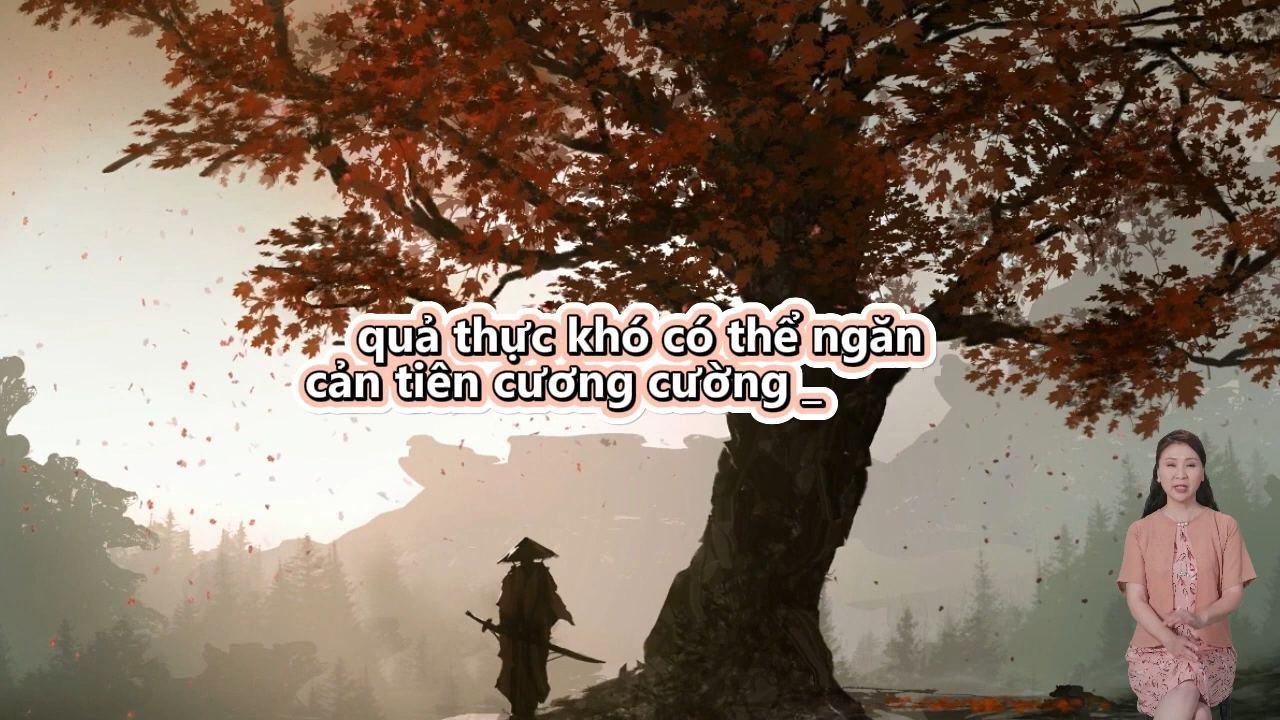 quả thực khó có thể ngăn
cản tiên cương cường _